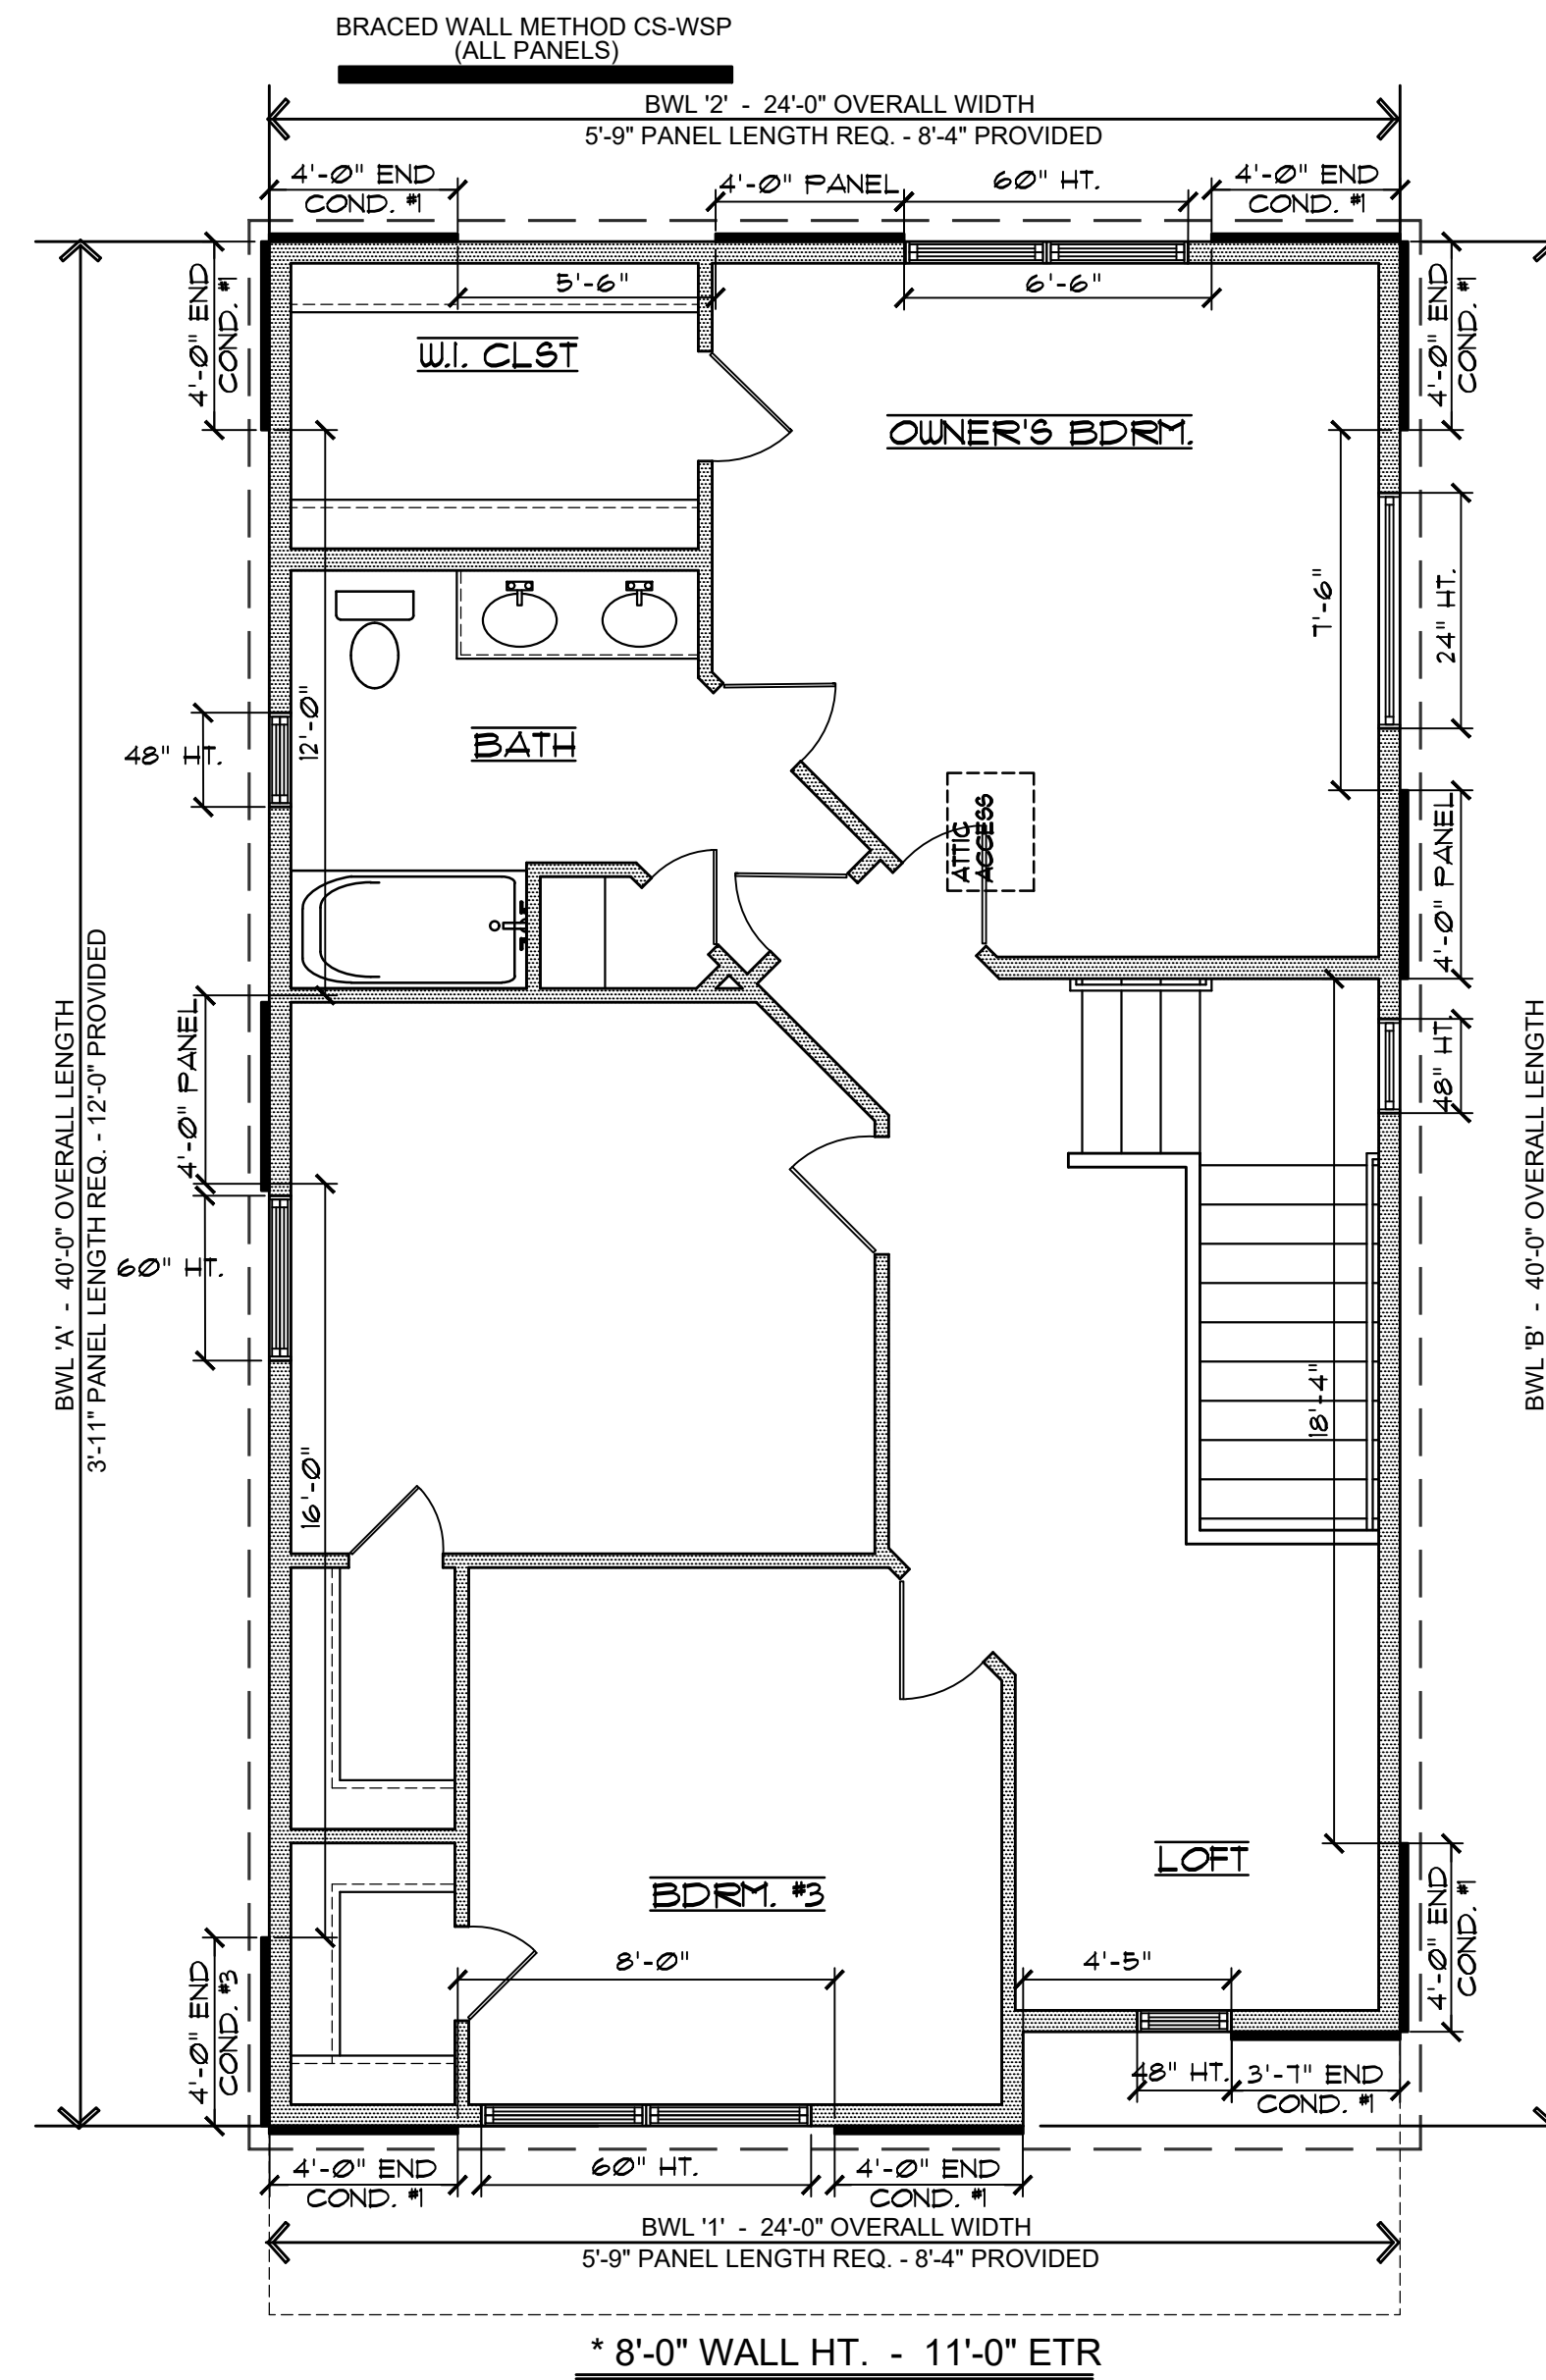 BRACED WALL METHOD CS-WSP
(ALL PANELS)
BWL '2' - 24'-0" OVERALL WIDTH
5'-9" PANEL LENGTH REQ. - 8'-4" PROVIDED
4'-0" END
COND. #1
4'-0" PANEL
60" HT.
4'-0" END
COND. #1
4'-0" END
COND. #1
5'-6"
6'-6"
4'-0" END
COND. #1
W.I. CLST
OWNER'S BDRM.
7'-6"
24" HT.
12'-0"
48" HT.
BATH
ATTIC
ACCESS
4'-0" PANEL
BWL 'A' - 40'-0" OVERALL LENGTH
3'-11" PANEL LENGTH REQ. - 12'-0" PROVIDED
4'-0" PANEL
48" HT.
BWL 'B' - 40'-0" OVERALL LENGTH
60" HT.
18'-4"
16'-0"
LOFT
BDRM. #3
4'-0" END
COND. #3
8'-0"
4'-5"
4'-0" END
COND. #1
48" HT.
3'-7" END
COND. #1
4'-0" END
COND. #1
60" HT.
4'-0" END
COND. #1
BWL '1' - 24'-0" OVERALL WIDTH
5'-9" PANEL LENGTH REQ. - 8'-4" PROVIDED
* 8'-0" WALL HT. - 11'-0" ETR